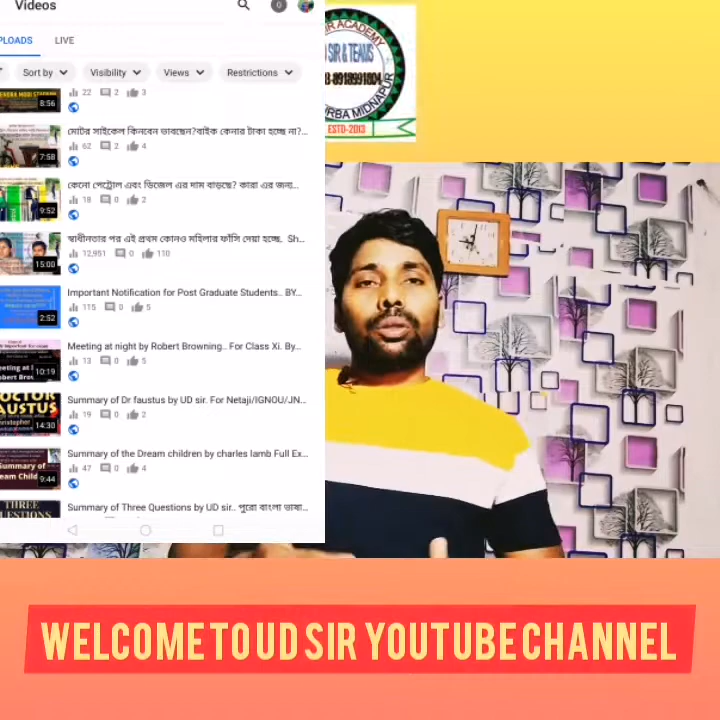 Videos
PLOADS LIVE
Sort by Visibility Views Restrictions
22 2 3
8:56
মোটর সাইকেল কিনবেন ভাবছেন?বাইক কেনার টাকা হচ্ছে না?...
62 2 4
7:58
কেনো পেট্রোল এবং ডিজেল এর দাম বাড়ছে? কারা এর জন্য...
18 0 2
9:52
স্বাধীনতার পর এই প্রথম কোনও মহিলার ফাঁসি দেয়া হচ্ছে. Sh...
12,951 0 110
15:00
Important Notification for Post Graduate Students.. BY...
115 0 5
2:52
Meeting at night by Robert Browning.. For Class Xi. By...
13 0 5
10:19
Summary of Dr faustus by UD sir. For Netaji/IGNOU/JN...
19 0 2
14:30
Summary of the Dream children by charles lamb Full Ex...
47 0 4
9:44
Summary of Three Questions by UD sir.. পুরো বাংলা ভাষা...
THREE
SIR ACADEMY
SIR & TEAMS
8918991804
RBA MIDNAPUR
ESTD-2013
WELCOME TO UD SIR YOUTUBE CHANNEL